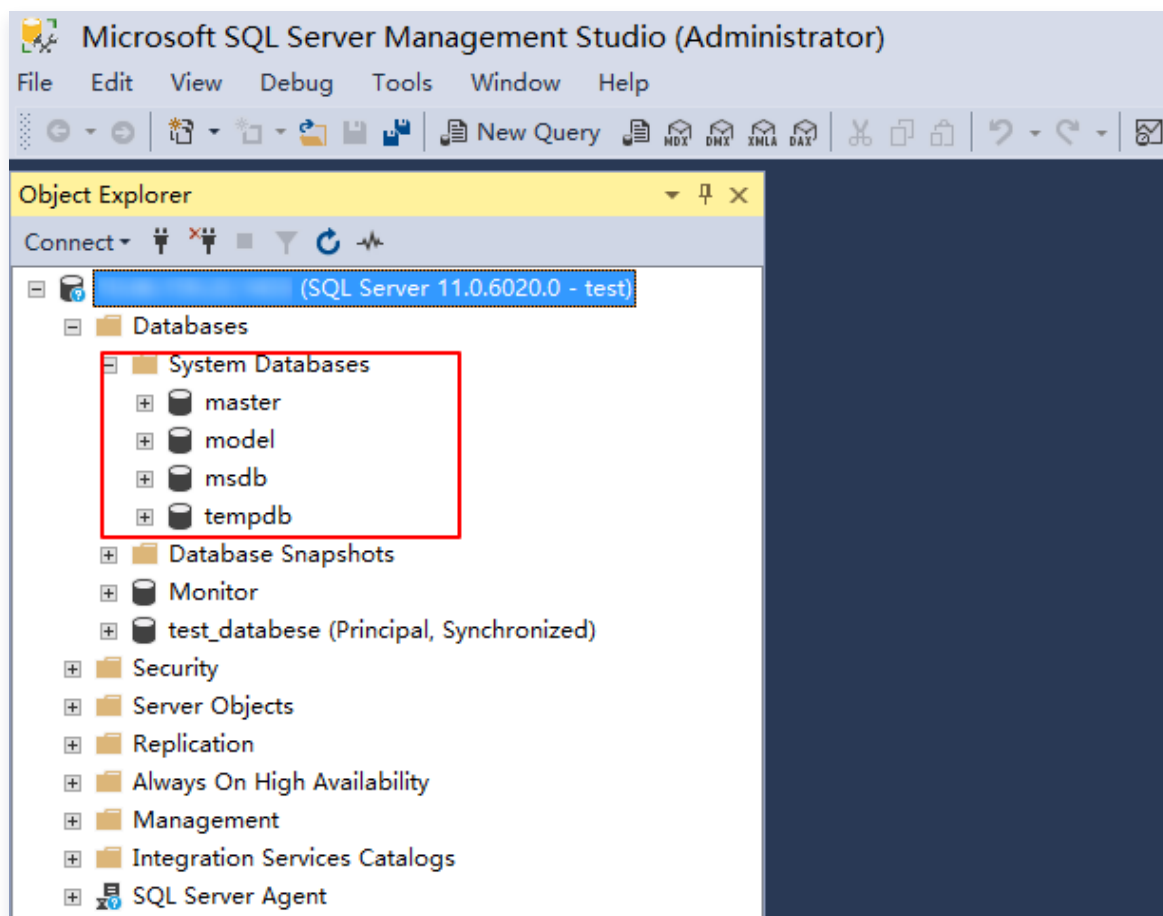 Microsoft SQL Server Management Studio (Administrator)
File Edit View Debug Tools Window Help
New Query MDX DMX XMLA DAX
Object Explorer
Connect
(SQL Server 11.0.6020.0 - test)
Databases
System Databases
master
model
msdb
tempdb
Database Snapshots
Monitor
test_databese (Principal, Synchronized)
Security
Server Objects
Replication
Always On High Availability
Management
Integration Services Catalogs
SQL Server Agent